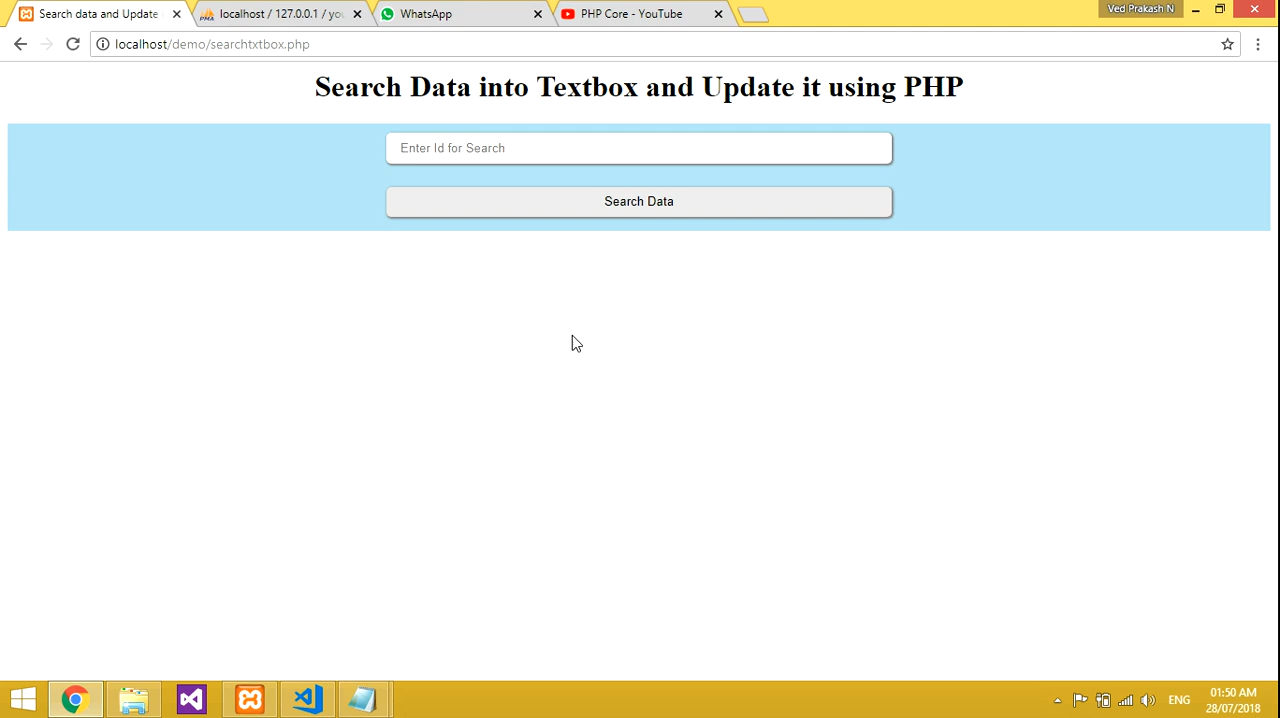 Search data and Update
localhost / 127.0.0.1 / you
WhatsApp
PHP Core - YouTube
Ved Prakash N
localhost/demo/searchtxtbox.php
Search Data into Textbox and Update it using PHP
Enter Id for Search
Search Data
ENG
01:50 AM
28/07/2018